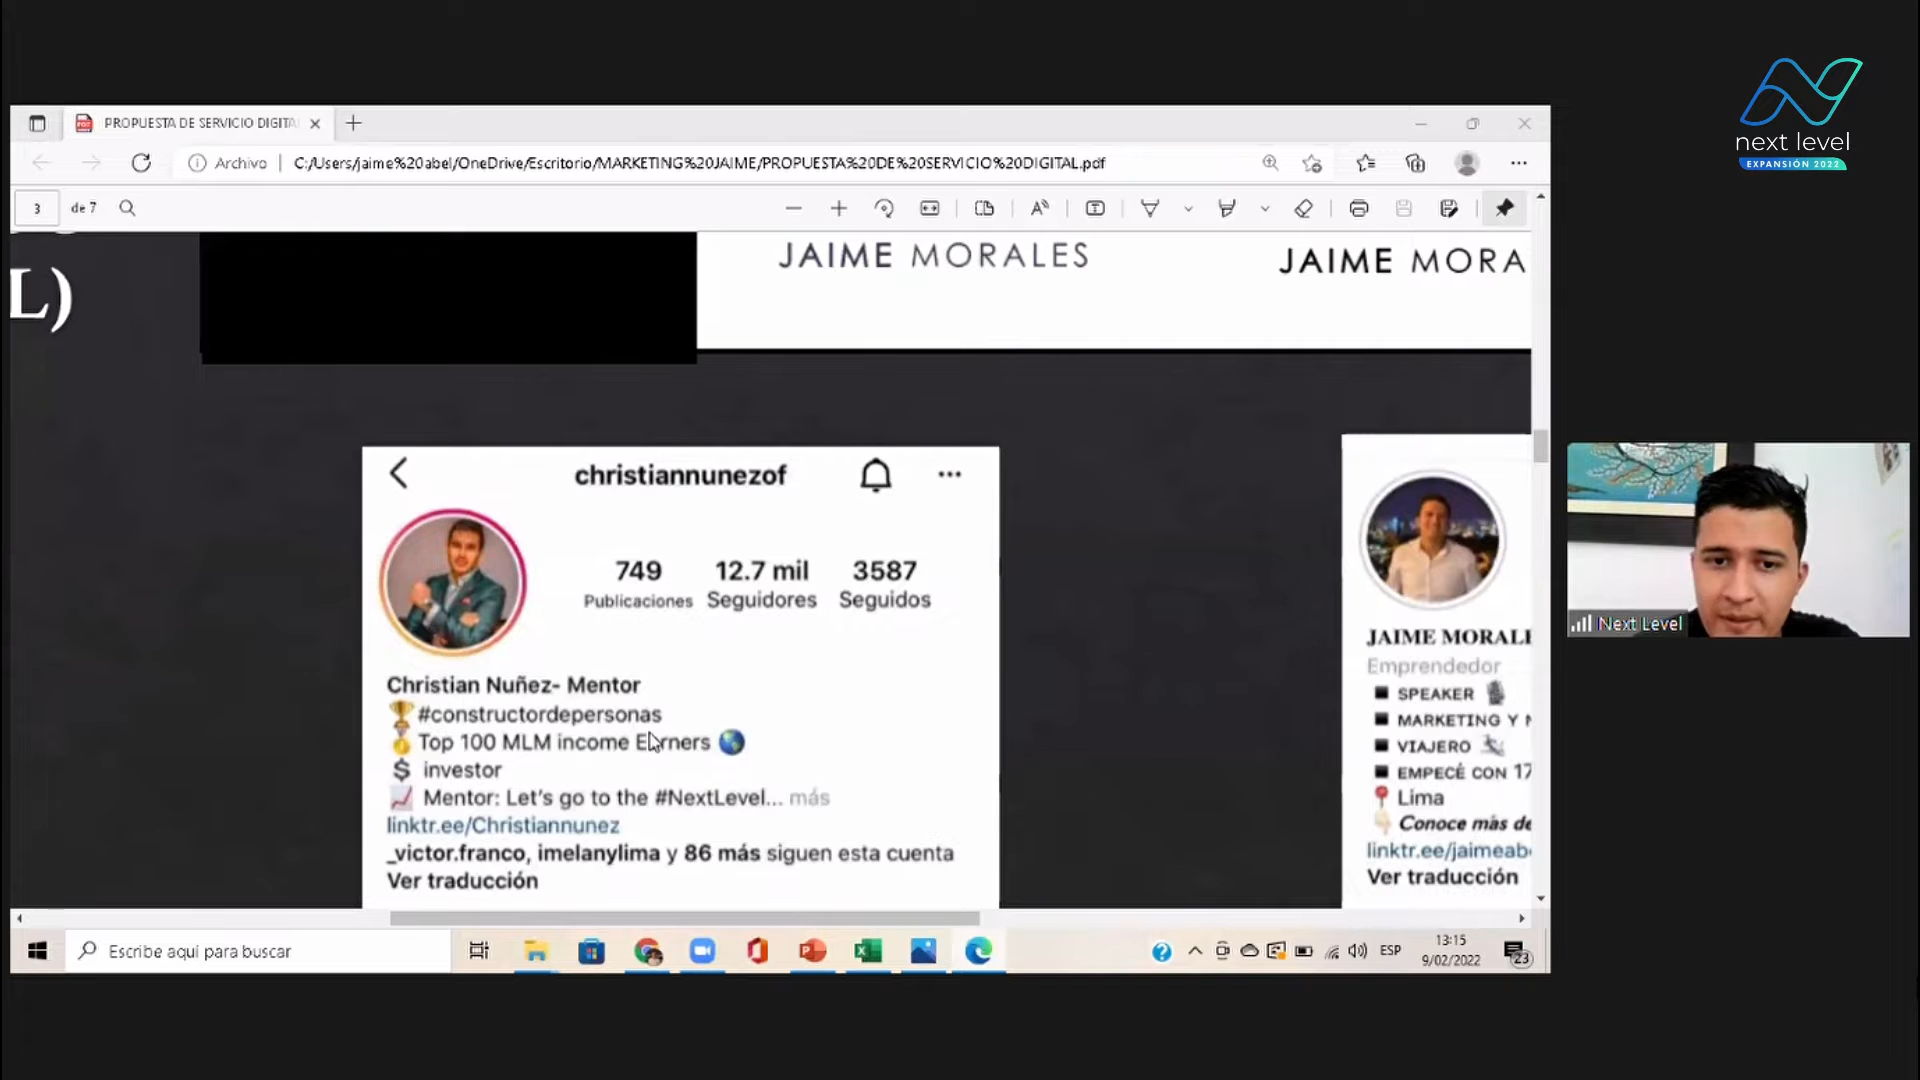 next level
EXPANSIÓN 2022
PROPUESTA DE SERVICIO DIGITA
Archivo
C:/Users/jaime%20abel/OneDrive/Escritorio/MARKETING%20JAIME/PROPUESTA%20DE%20SERVICIO%20DIGITAL.pdf
3 de 7
L)
JAIME MORALES
JAIME MORA
christiannunezof
749 12.7 mil 3587
Publicaciones Seguidores Seguidos
Christian Nuñez- Mentor
#constructordepersonas
Top 100 MLM income Earners
investor
Mentor: Let's go to the #NextLevel... más
linktr.ee/Christiannunez
_victor.franco, imelanylima y 86 más siguen esta cuenta
Ver traducción
JAIME MORALE
Emprendedor
SPEAKER
MARKETING Y
VIAJERO
EMPECÉ CON 17
Lima
Conoce más de
linktr.ee/jaimeab
Ver traducción
Next Level
Escribe aquí para buscar
ESP
13:15
9/02/2022
23